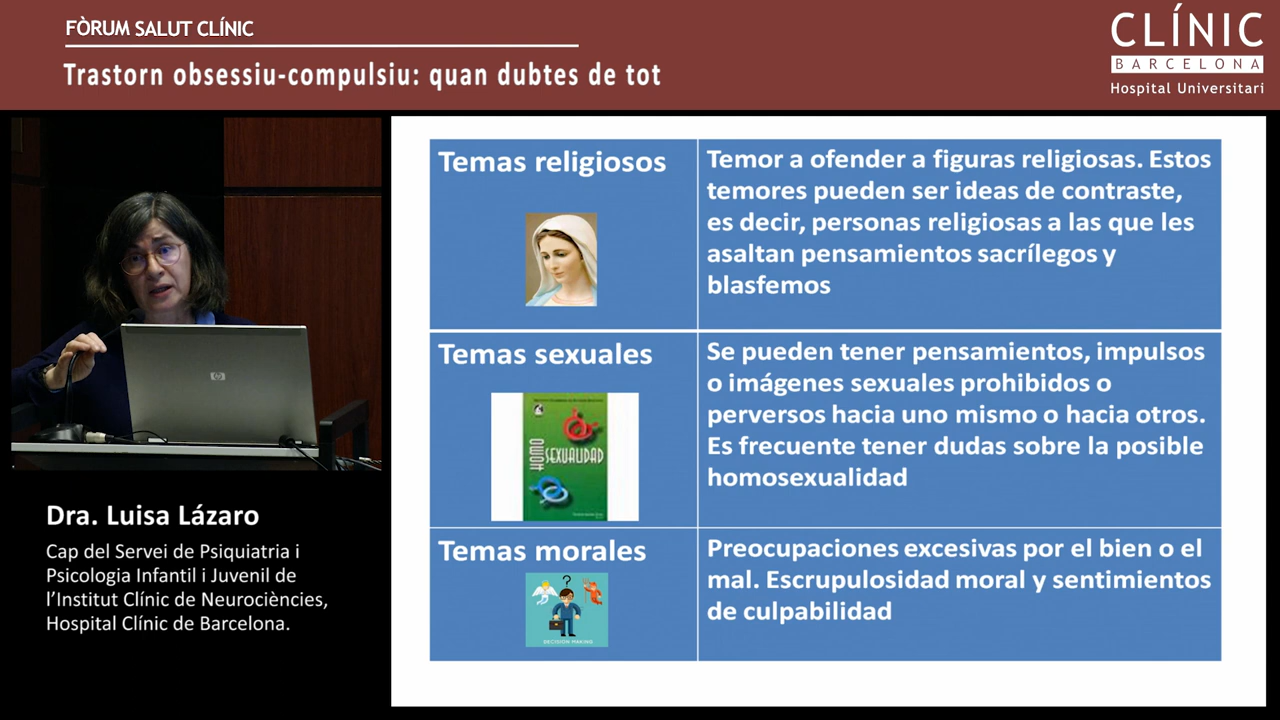 FÒRUM SALUT CLÍNIC
Trastorn obsessiu-compulsiu: quan dubtes de tot
CLÍNIC
BARCELONA
Hospital Universitari
Temas religiosos
Temor a ofender a figuras religiosas. Estos
temores pueden ser ideas de contraste,
es decir, personas religiosas a las que les
asaltan pensamientos sacrílegos y
blasfemos
Temas sexuales
HOMO
SEXUALIDAD
Se pueden tener pensamientos, impulsos
o imágenes sexuales prohibidos o
perversos hacia uno mismo o hacia otros.
Es frecuente tener dudas sobre la posible
homosexualidad
Temas morales
?
DECISION MAKING
Preocupaciones excesivas por el bien o el
mal. Escrupulosidad moral y sentimientos
de culpabilidad
hp
Dra. Luisa Lázaro
Cap del Servei de Psiquiatria i
Psicologia Infantil i Juvenil de
l’Institut Clínic de Neurociències,
Hospital Clínic de Barcelona.